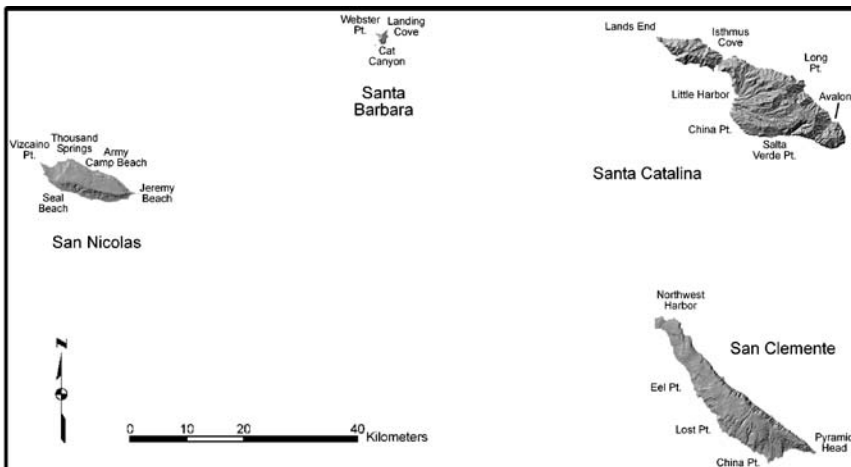 Webster
Pt.
Landing
Cove
Cat
Canyon
Santa
Barbara
Lands End
Isthmus
Cove
Long
Pt.
Little Harbor
Avalon
China Pt.
Salta
Verde Pt.
Santa Catalina
Vizcaino
Pt.
Thousand
Springs
Army
Camp Beach
Seal
Beach
Jeremy
Beach
San Nicolas
Northwest
Harbor
San Clemente
Eel Pt.
Lost Pt.
China Pt.
Pyramid
Head
N
0 10 20 40
Kilometers